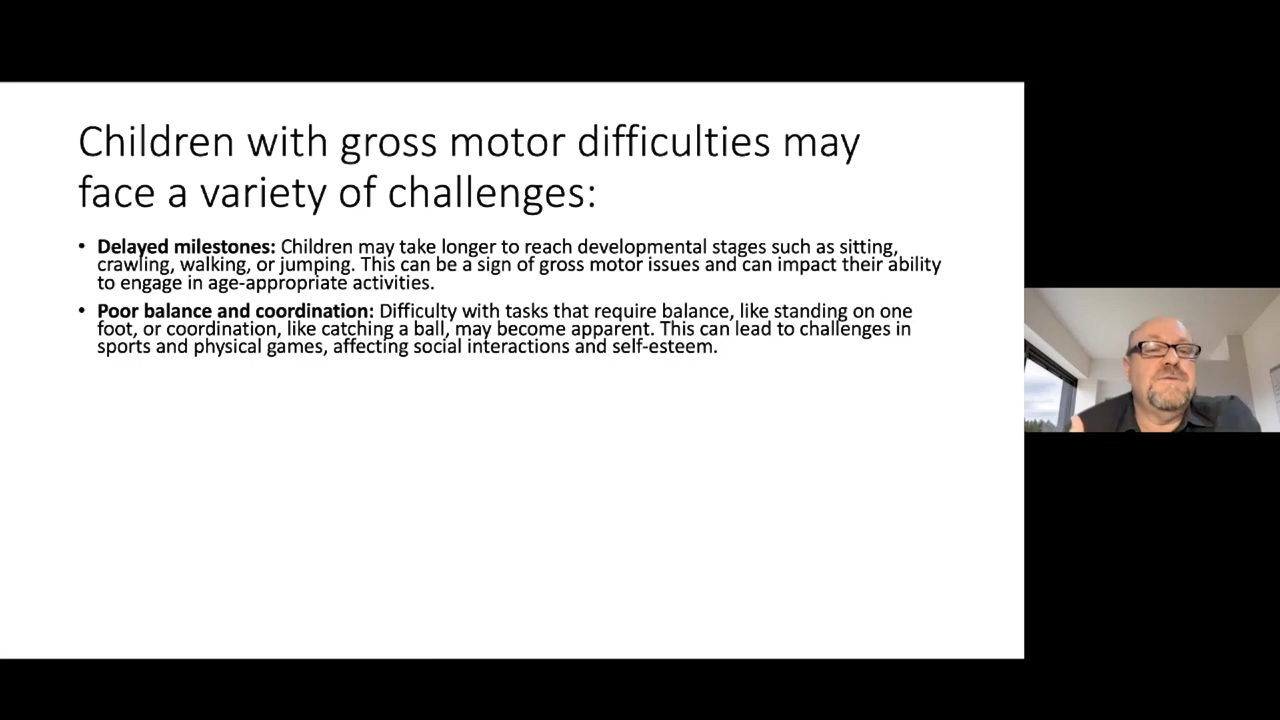 Children with gross motor difficulties may
face a variety of challenges:
• Delayed milestones: Children may take longer to reach developmental stages such as sitting,
crawling, walking, or jumping. This can be a sign of gross motor issues and can impact their ability
to engage in age-appropriate activities.
• Poor balance and coordination: Difficulty with tasks that require balance, like standing on one
foot, or coordination, like catching a ball, may become apparent. This can lead to challenges in
sports and physical games, affecting social interactions and self-esteem.